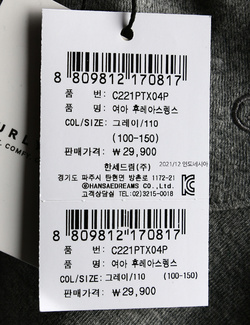 8 809812 170817
품 번: C221PTX04P
품 명: 여아 후레아스렝스
COL/SIZE: 그레이/110
(100-150)
판매가격: ₩ 29,900
2021/12 인도네시아
한세드림(주)
경기도 파주시 탄현면 방촌로 1172-21
ⓒHANSAEDREAMS CO.,Ltd.
고객상담실 TEL:02)3215-0018
8 809812 170817
품 번: C221PTX04P
품 명: 여아 후레아스렝스
COL/SIZE: 그레이/110 (100-150)
판매가격: ₩ 29,900